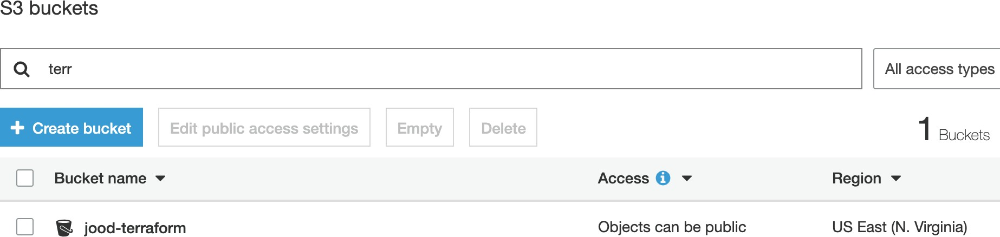 S3 buckets
terr
All access types
Create bucket
Edit public access settings
Empty
Delete
1 Buckets
Bucket name
Access
Region
jood-terraform
Objects can be public
US East (N. Virginia)